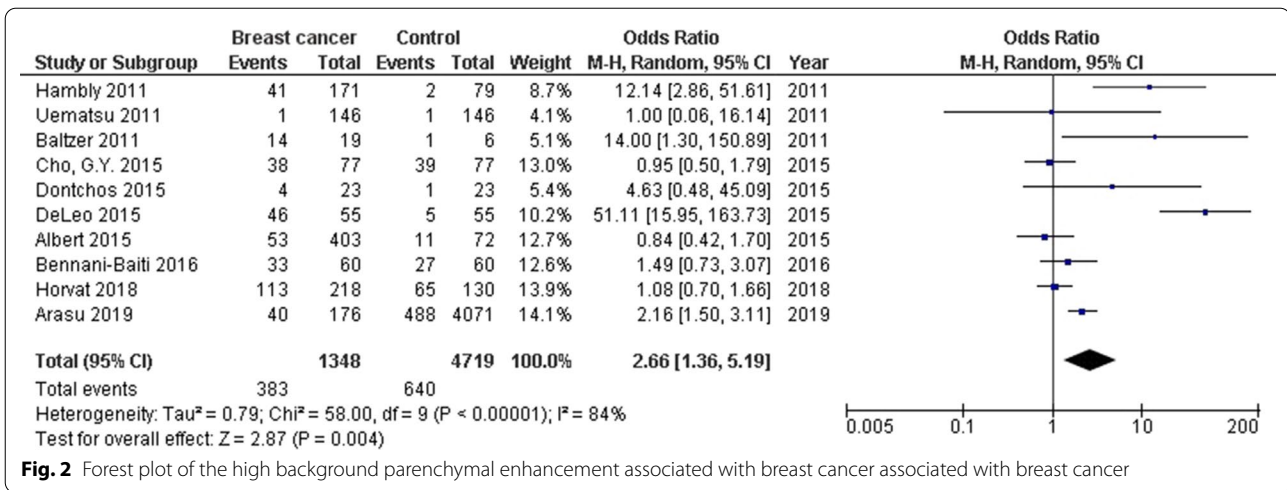 Breast cancer Control Odds Ratio Odds Ratio
Study or Subgroup Events Total Events Total Weight M-H, Random, 95% CI Year M-H, Random, 95% CI
Hambly 2011 41 171 2 79 8.7% 12.14 [2.86, 51.61] 2011
Uematsu 2011 1 146 1 146 4.1% 1.00 [0.06, 16.14] 2011
Baltzer 2011 14 19 1 6 5.1% 14.00 [1.30, 150.89] 2011
Cho, G.Y. 2015 38 77 39 77 13.0% 0.95 [0.50, 1.79] 2015
Dontchos 2015 4 23 1 23 5.4% 4.63 [0.48, 45.09] 2015
DeLeo 2015 46 55 5 55 10.2% 51.11 [15.95, 163.73] 2015
Albert 2015 53 403 11 72 12.7% 0.84 [0.42, 1.70] 2015
Bennani-Baiti 2016 33 60 27 60 12.6% 1.49 [0.73, 3.07] 2016
Horvat 2018 113 218 65 130 13.9% 1.08 [0.70, 1.66] 2018
Arasu 2019 40 176 488 4071 14.1% 2.16 [1.50, 3.11] 2019
Total (95% CI) 1348 4719 100.0% 2.66 [1.36, 5.19]
Total events 383 640
Heterogeneity: Tau² = 0.79; Chi² = 58.00, df = 9 (P < 0.00001); I² = 84%
Test for overall effect: Z = 2.87 (P = 0.004)
0.005 0.1 1 10 200
Fig. 2 Forest plot of the high background parenchymal enhancement associated with breast cancer associated with breast cancer